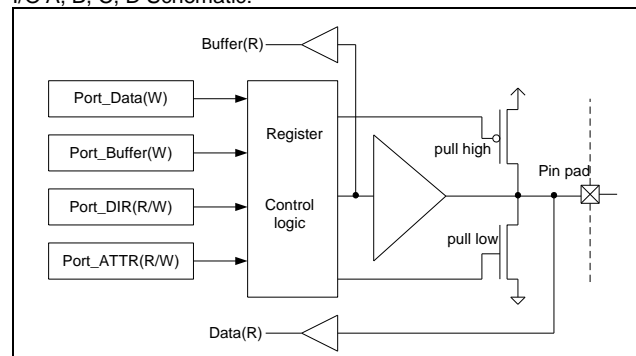 I/O A, B, C, D Schematic:
Buffer(R)
Port_Data(W)
Port_Buffer(W)
Port_DIR(R/W)
Port_ATTR(R/W)
Register
Control
logic
pull high
Pin pad
pull low
Data(R)